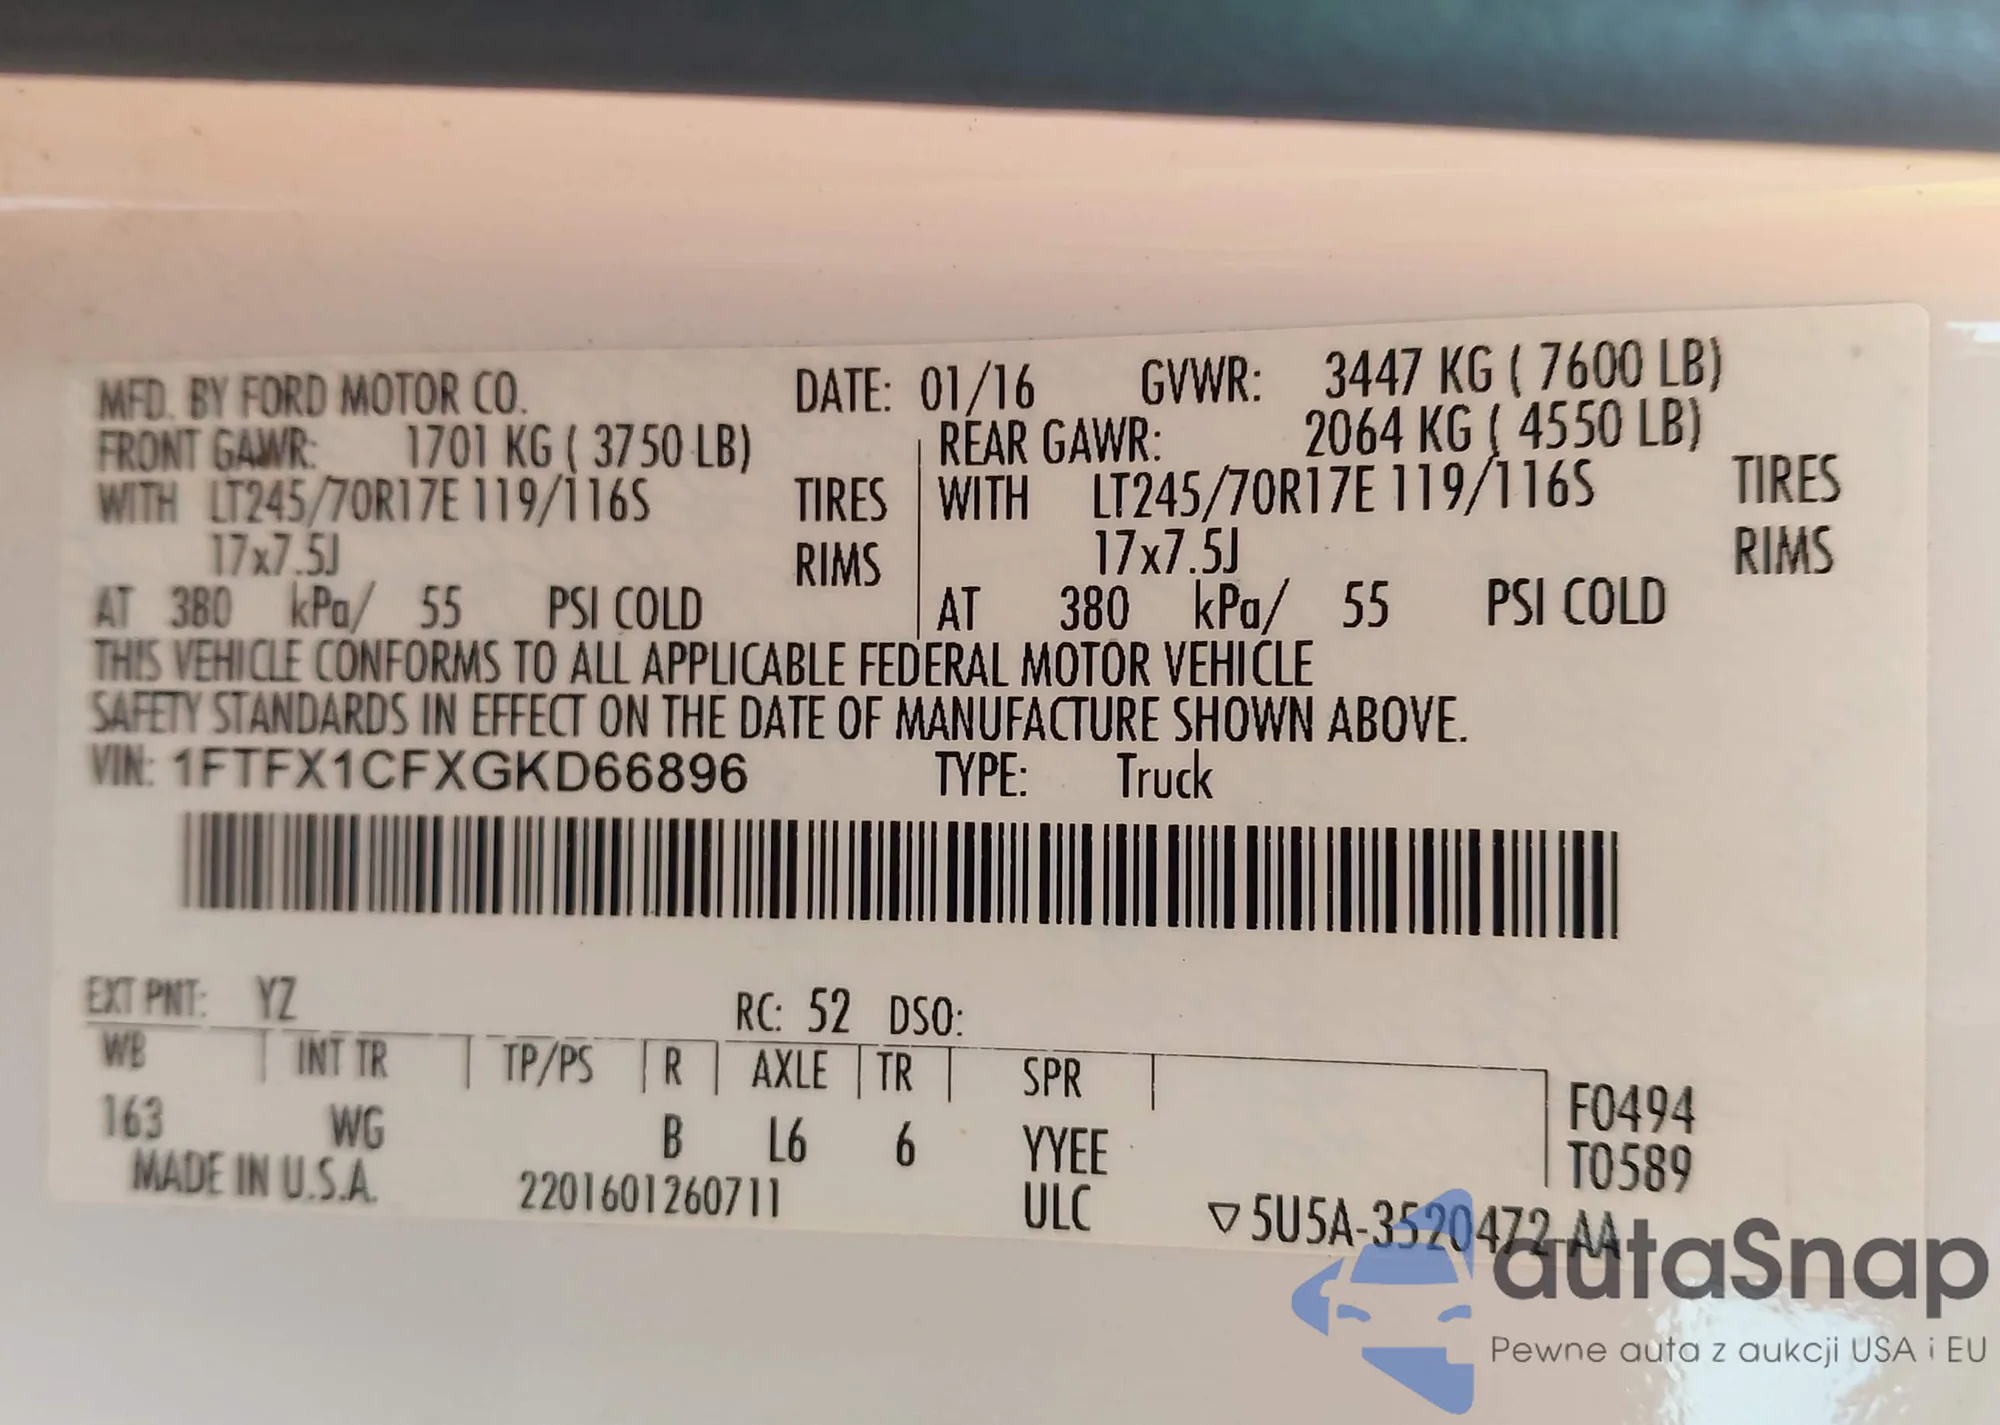 MFD. BY FORD MOTOR CO. DATE: 01/16 GVWR: 3447 KG ( 7600 LB)
FRONT GAWR: 1701 KG ( 3750 LB) REAR GAWR: 2064 KG ( 4550 LB)
WITH LT245/70R17E 119/116S TIRES WITH LT245/70R17E 119/116S TIRES
17x7.5J RIMS 17x7.5J RIMS
AT 380 kPa/ 55 PSI COLD AT 380 kPa/ 55 PSI COLD
THIS VEHICLE CONFORMS TO ALL APPLICABLE FEDERAL MOTOR VEHICLE
SAFETY STANDARDS IN EFFECT ON THE DATE OF MANUFACTURE SHOWN ABOVE.
VIN: 1FTFX1CFXGKD66896 TYPE: Truck
EXT PNT: YZ RC: 52 DSO:
WB INT TR TP/PS R AXLE TR SPR
163 WG B L6 6 YYEE
F0494
T0589
MADE IN U.S.A. 2201601260711 ULC ▽5U5A-3520472-AA
autaSnap
Pewne auta z aukcji USA i EU